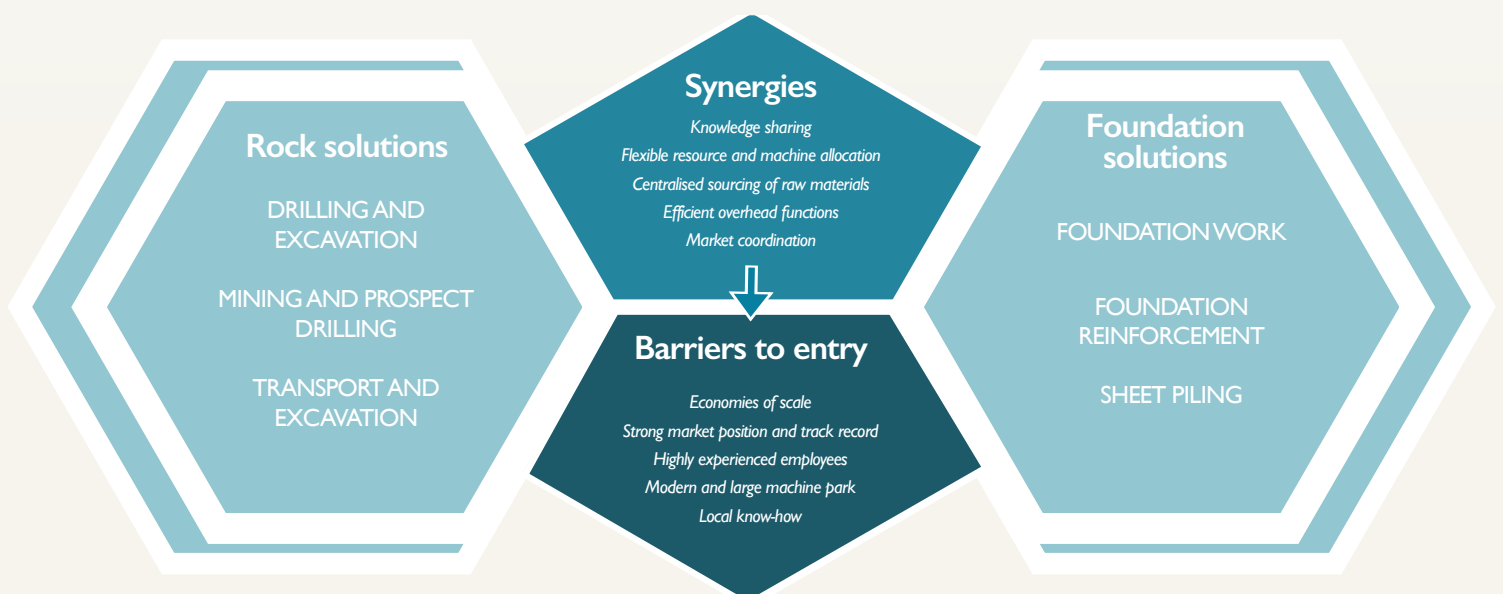 Rock solutions
DRILLING AND
EXCAVATION
MINING AND PROSPECT
DRILLING
TRANSPORT AND
EXCAVATION
Synergies
Knowledge sharing
Flexible resource and machine allocation
Centralised sourcing of raw materials
Efficient overhead functions
Market coordination
Barriers to entry
Economies of scale
Strong market position and track record
Highly experienced employees
Modern and large machine park
Local know-how
Foundation
solutions
FOUNDATION WORK
FOUNDATION
REINFORCEMENT
SHEET PILING